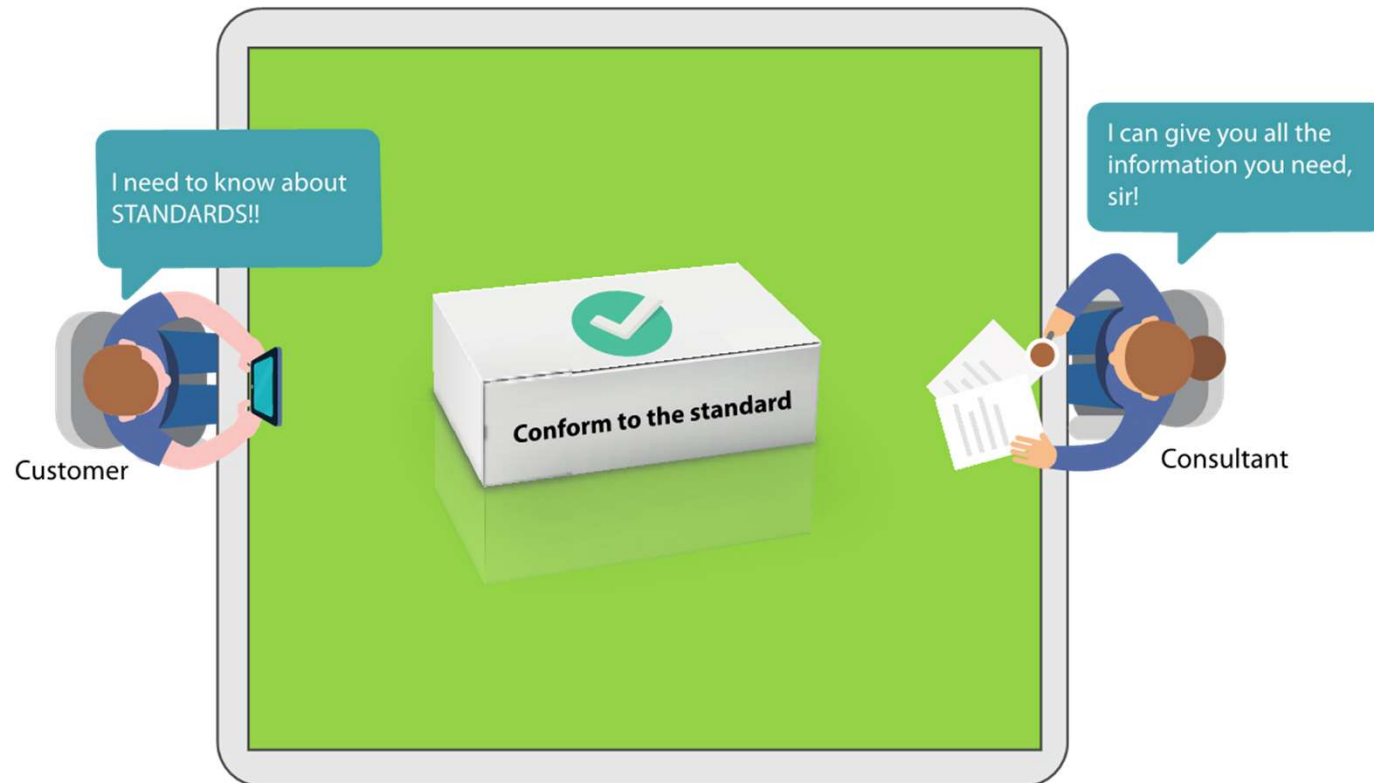 I need to know about
STANDARDS!!
I can give you all the
information you need,
sir!
Conform to the standard
Customer
Consultant